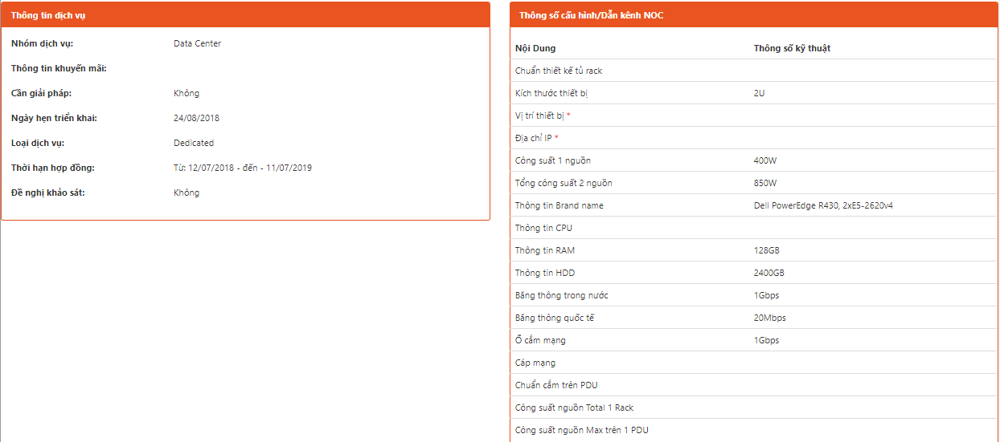 Thông tin dịch vụ
Nhóm dịch vụ: Data Center
Thông tin khuyến mãi:
Cần giải pháp: Không
Ngày hẹn triển khai: 24/08/2018
Loại dịch vụ: Dedicated
Thời hạn hợp đồng: Từ: 12/07/2018 - đến - 11/07/2019
Đề nghị khảo sát: Không
Thông số cấu hình/Dẫn kênh NOC
Nội Dung Thông số kỹ thuật
Chuẩn thiết kế tủ rack
Kích thước thiết bị 2U
Vị trí thiết bị *
Địa chỉ IP *
Công suất 1 nguồn 400W
Tổng công suất 2 nguồn 850W
Thông tin Brand name Dell PowerEdge R430, 2xE5-2620v4
Thông tin CPU
Thông tin RAM 128GB
Thông tin HDD 2400GB
Băng thông trong nước 1Gbps
Băng thông quốc tế 20Mbps
Ổ cắm mạng 1Gbps
Cáp mạng
Chuẩn cắm trên PDU
Công suất nguồn Total 1 Rack
Công suất nguồn Max trên 1 PDU